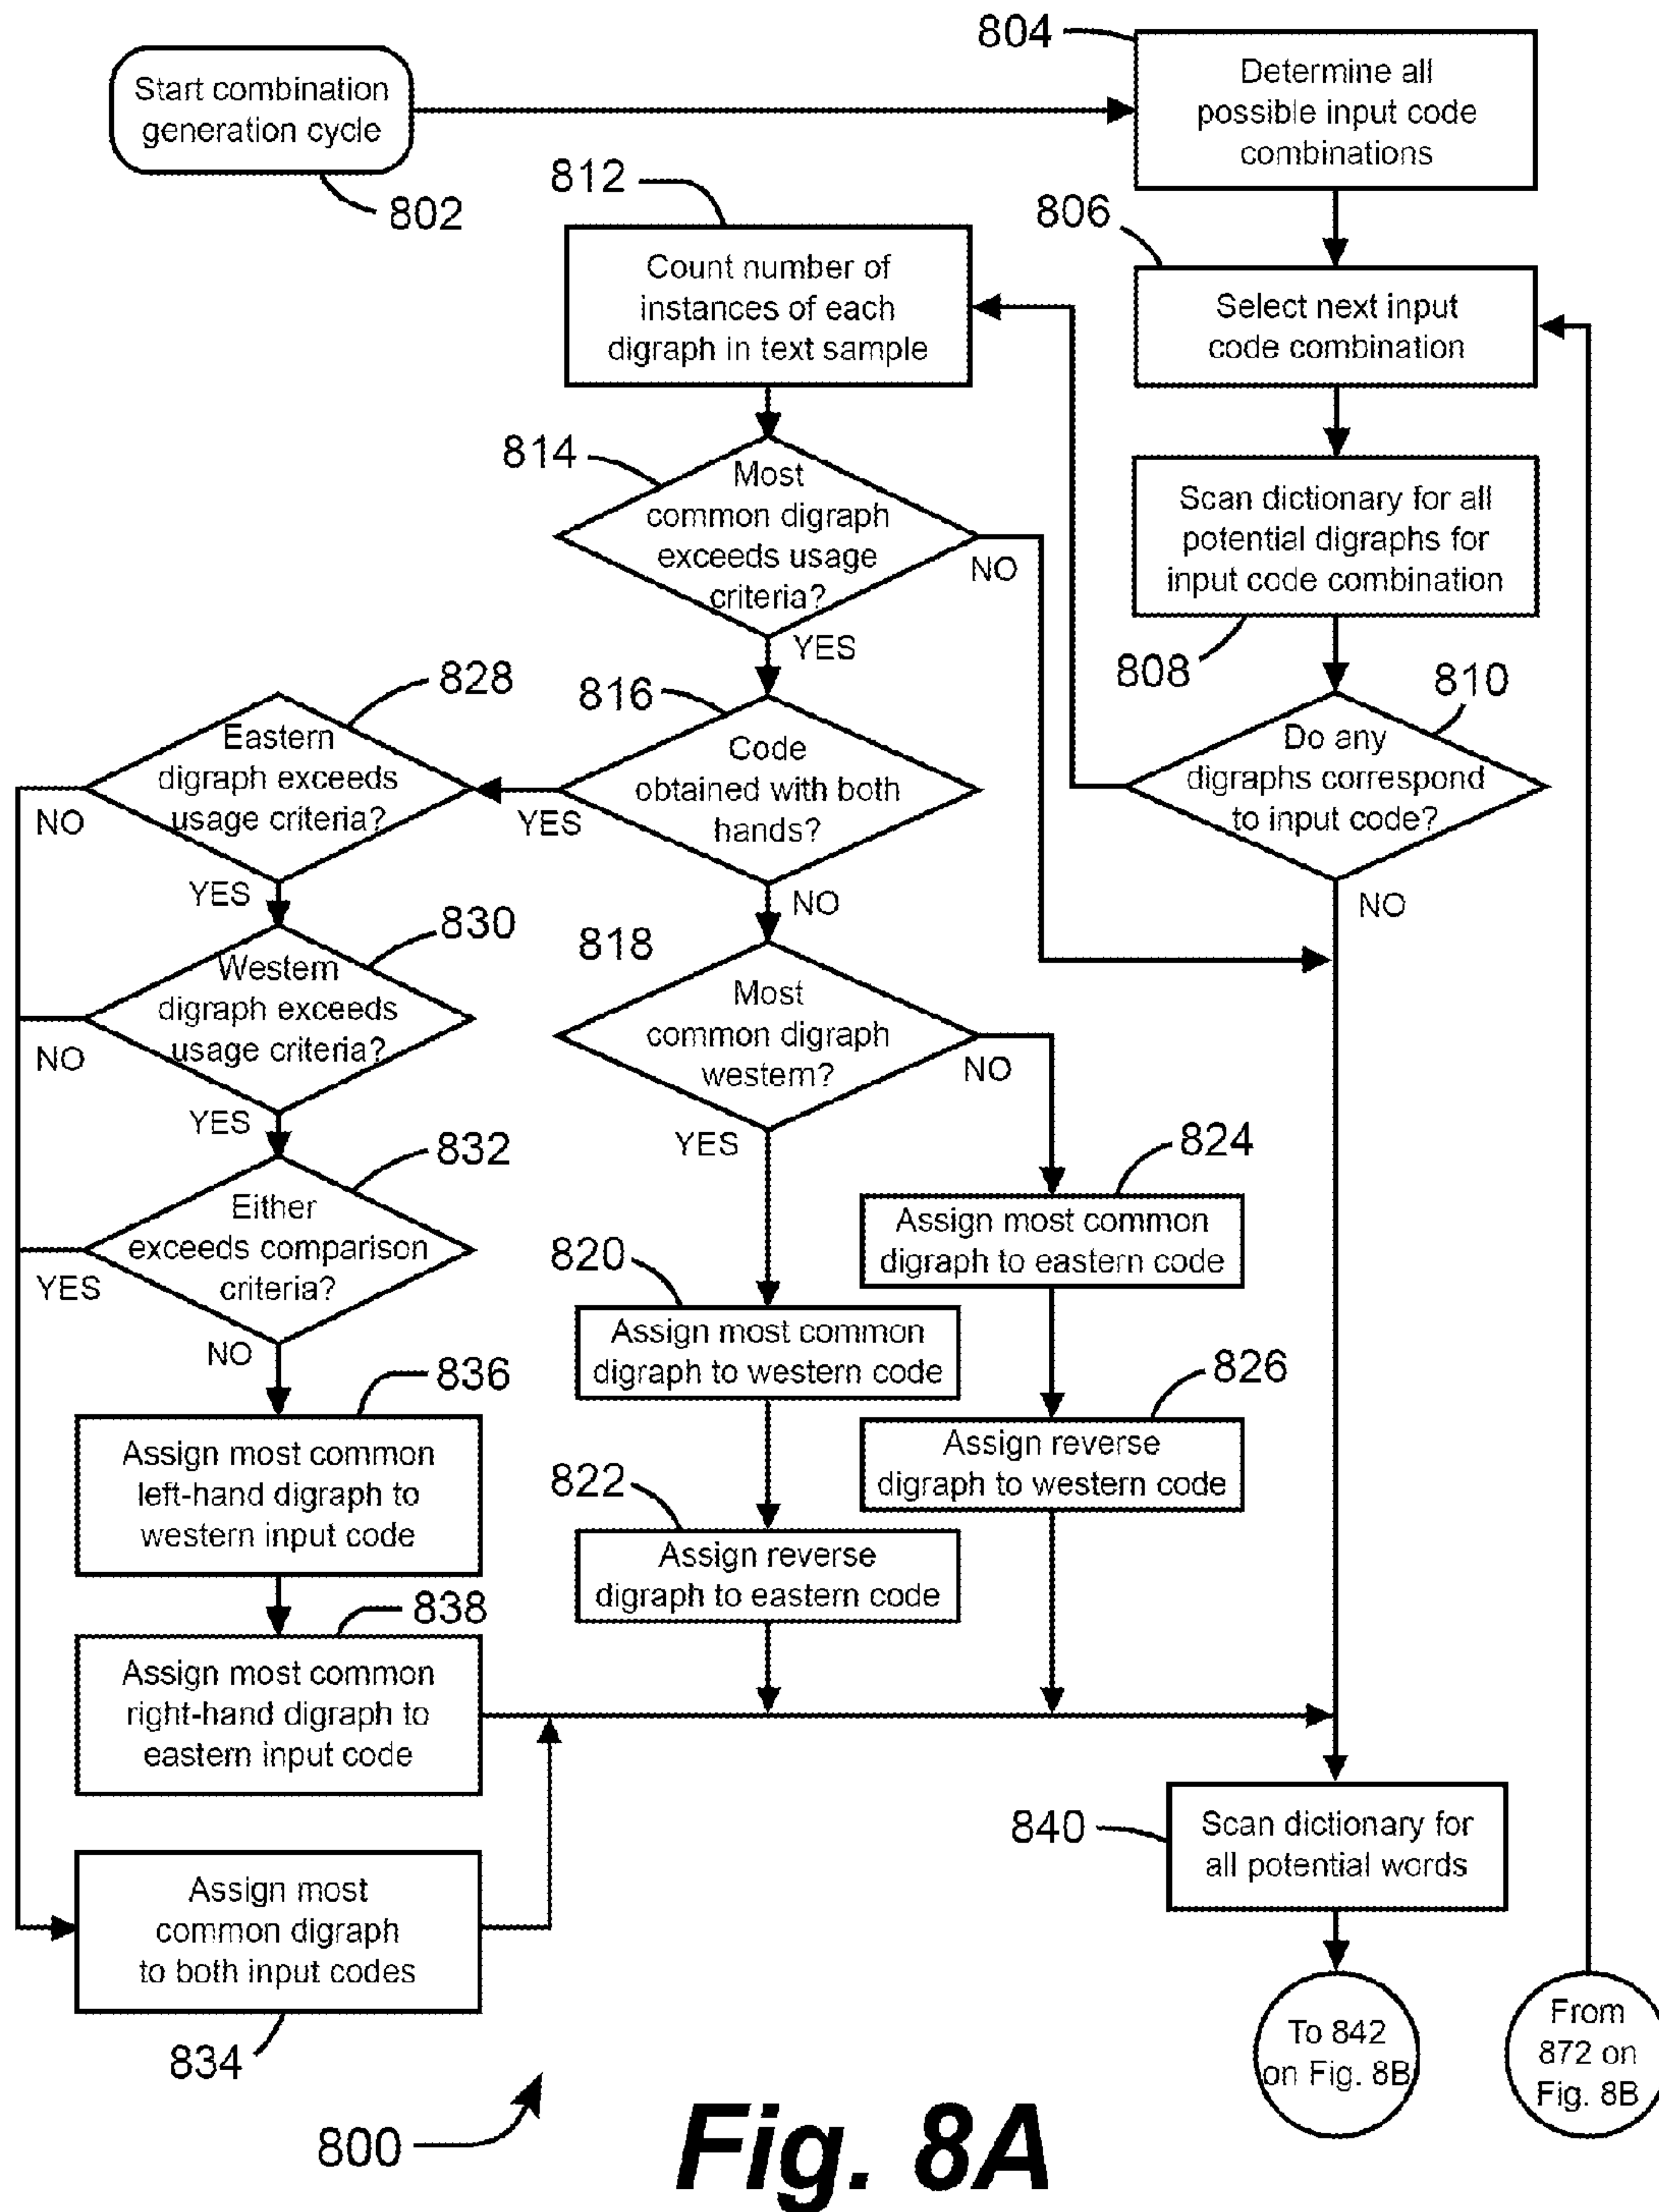 804
Start combination
generation cycle
802
Determine all
possible input code
combinations
812
806
Count number of
instances of each
digraph in text sample
Select next input
code combination
814
Most
common digraph
exceeds usage
criteria?
NO
YES
Scan dictionary for all
potential digraphs for
input code combination
808
810
Do any
digraphs correspond
to input code?
NO
816
Code
obtained with both
hands?
YES
NO
828
Eastern
digraph exceeds
usage criteria?
NO
YES
830
Western
digraph exceeds
usage criteria?
NO
YES
832
Either
exceeds comparison
criteria?
YES
NO
818
Most
common digraph
western?
NO
YES
824
Assign most common
digraph to eastern code
820
Assign most common
digraph to western code
826
Assign reverse
digraph to western code
822
Assign reverse
digraph to eastern code
836
Assign most common
left-hand digraph to
western input code
838
Assign most common
right-hand digraph to
eastern input code
840
Scan dictionary for
all potential words
Assign most
common digraph
to both input codes
834
To 842
on Fig. 8B
From
872 on
Fig. 8B
800
Fig. 8A